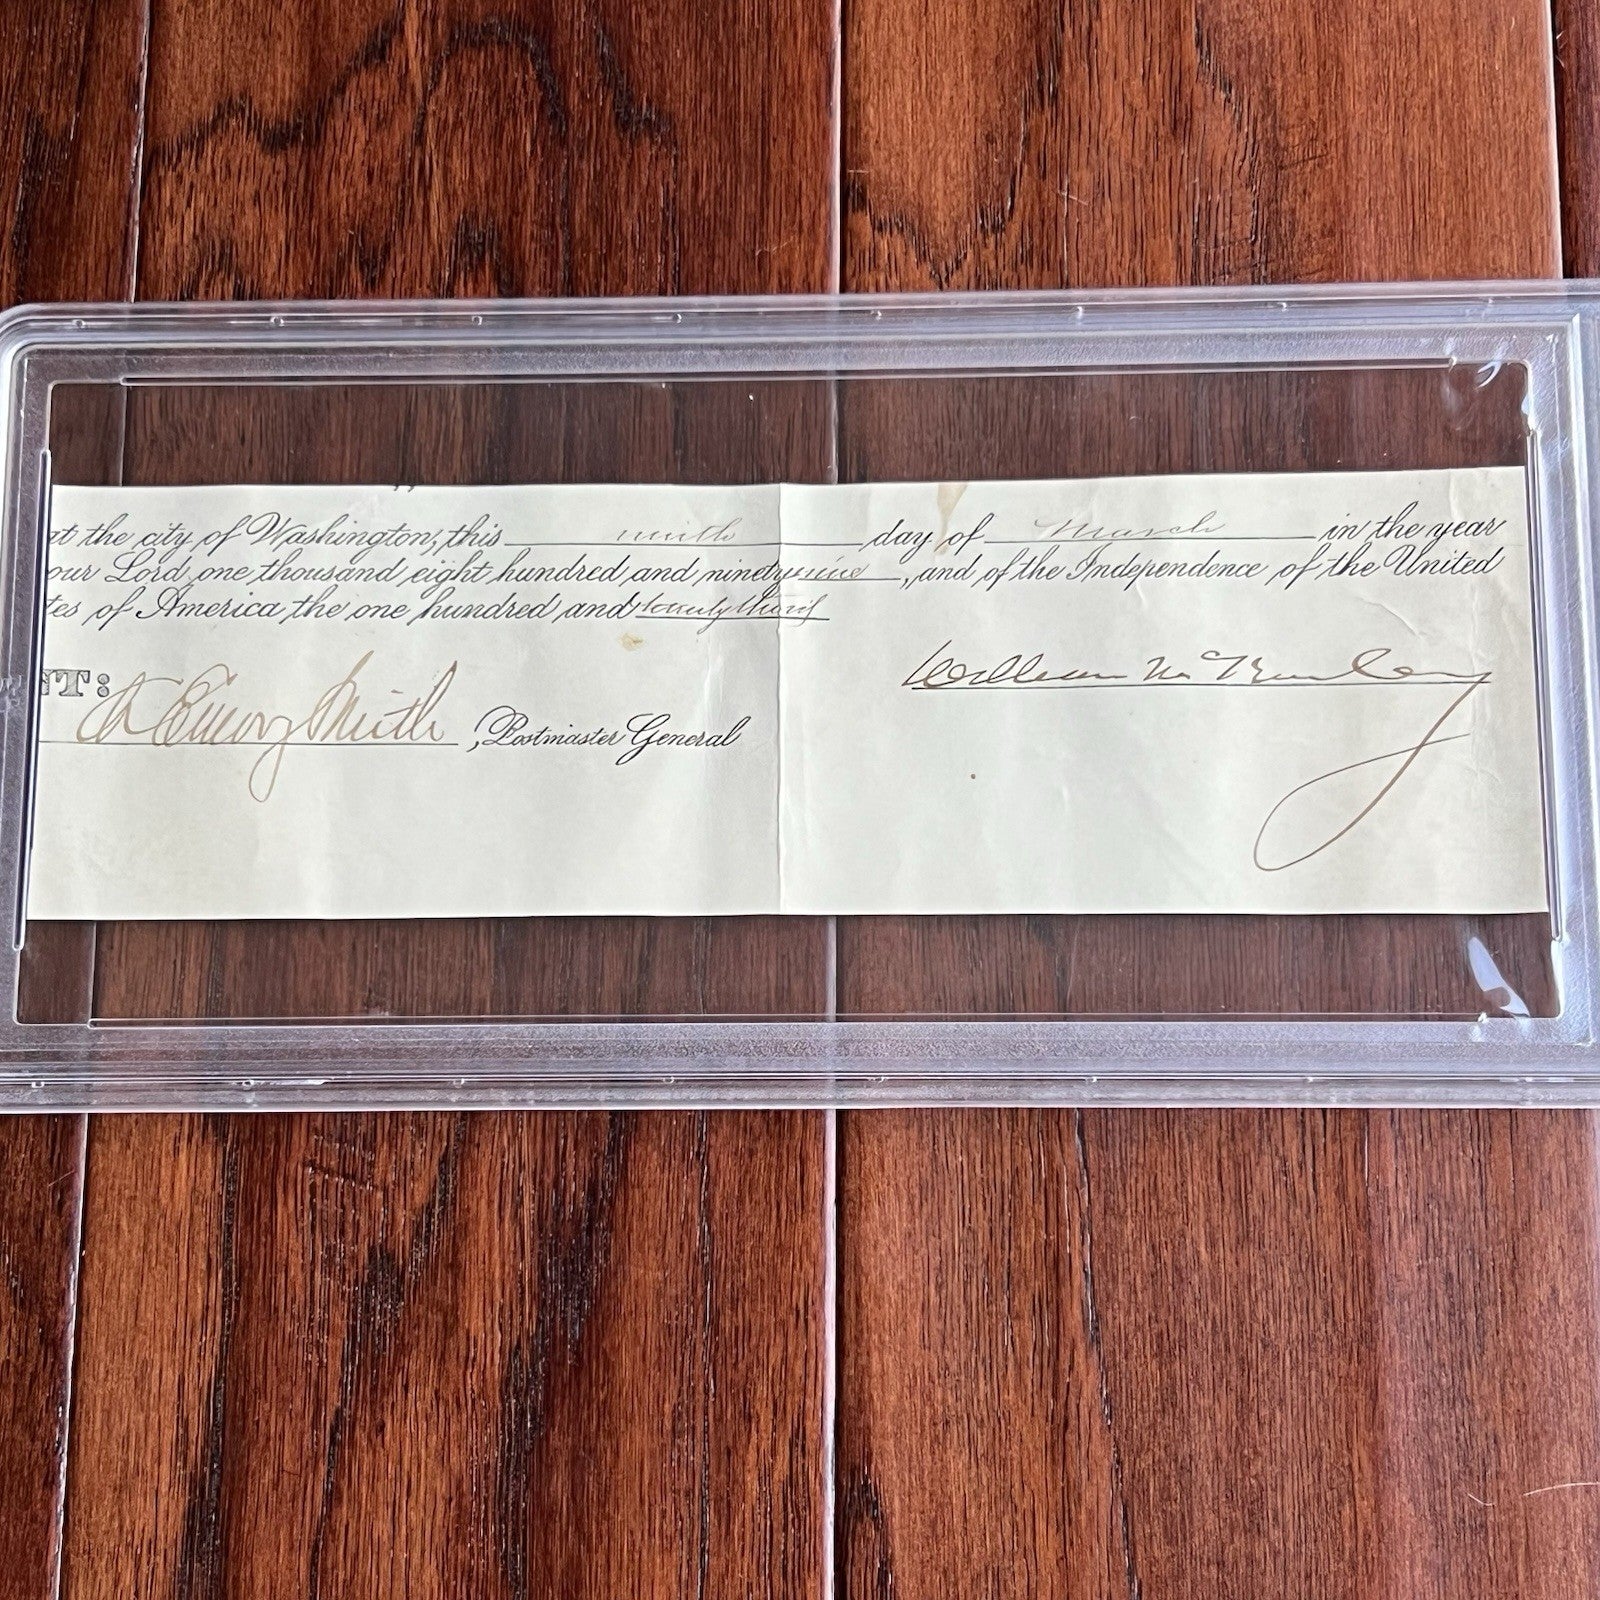 at the city of Washington, this ninth day of March in the year
our Lord one thousand eight hundred and ninety nine, and of the Independence of the United
tes of America the one hundred and twenty third
ST:
Ch Emory Smith, Postmaster General
William McKinley